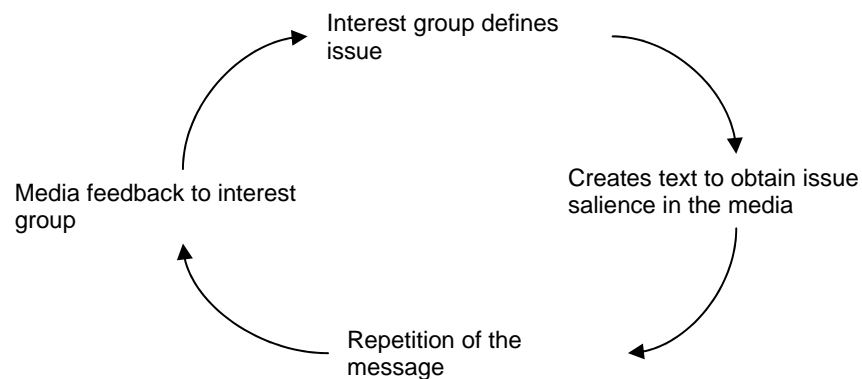 Interest group defines
issue
Creates text to obtain issue
salience in the media
Repetition of the
message
Media feedback to interest
group